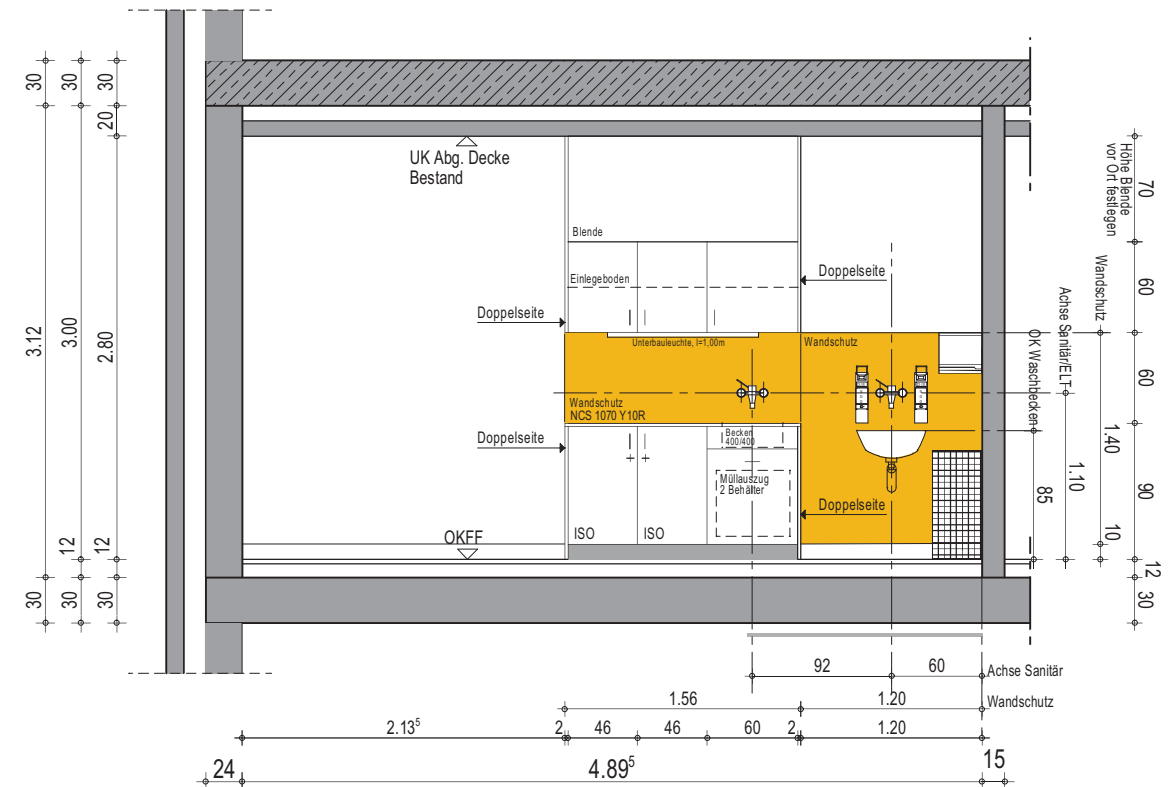 30
30
30
20
UK Abg. Decke
Bestand
Höhe Blende
vor Ort festlegen
70
Blende
Einlegeboden
Doppelseite
Wandschutz
60
Achse Sanitär/ELT
OK Waschbecken
Doppelseite
Unterbauleuchte, l=1,00m
Wandschutz
3.12
3.00
2.80
60
Wandschutz
NCS 1070 Y10R
Doppelseite
Becken
400/400
1.40
1.10
85
90
Müllauszug
2 Behälter
Doppelseite
ISO
ISO
OKFF
10
12
12
12
30
30
30
30
92
60
Achse Sanitär
1.56
1.20
Wandschutz
2.13⁵
2
46
46
60
2
1.20
24
4.89⁵
15